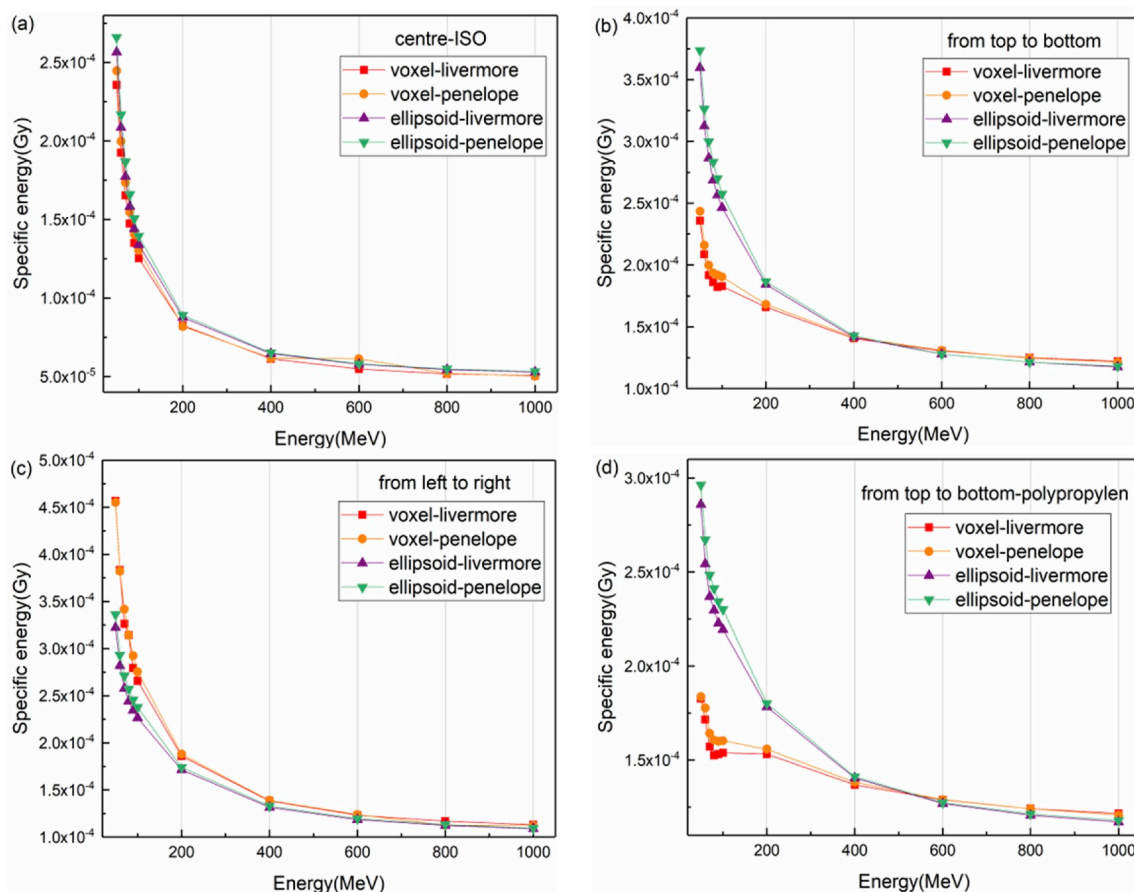 (a)
centre-ISO
voxel-livermore
voxel-penelope
ellipsoid-livermore
ellipsoid-penelope
2.5x10⁻⁴
2.0x10⁻⁴
1.5x10⁻⁴
1.0x10⁻⁴
5.0x10⁻⁵
Specific energy(Gy)
200 400 600 800 1000
Energy(MeV)
(b)
from top to bottom
voxel-livermore
voxel-penelope
ellipsoid-livermore
ellipsoid-penelope
4.0x10⁻⁴
3.5x10⁻⁴
3.0x10⁻⁴
2.5x10⁻⁴
2.0x10⁻⁴
1.5x10⁻⁴
1.0x10⁻⁴
Specific energy(Gy)
200 400 600 800 1000
Energy(MeV)
(c)
from left to right
voxel-livermore
voxel-penelope
ellipsoid-livermore
ellipsoid-penelope
5.0x10⁻⁴
4.5x10⁻⁴
4.0x10⁻⁴
3.5x10⁻⁴
3.0x10⁻⁴
2.5x10⁻⁴
2.0x10⁻⁴
1.5x10⁻⁴
1.0x10⁻⁴
Specific energy(Gy)
200 400 600 800 1000
Energy(MeV)
(d)
from top to bottom-polypropylen
voxel-livermore
voxel-penelope
ellipsoid-livermore
ellipsoid-penelope
3.0x10⁻⁴
2.5x10⁻⁴
2.0x10⁻⁴
1.5x10⁻⁴
Specific energy(Gy)
200 400 600 800 1000
Energy(MeV)